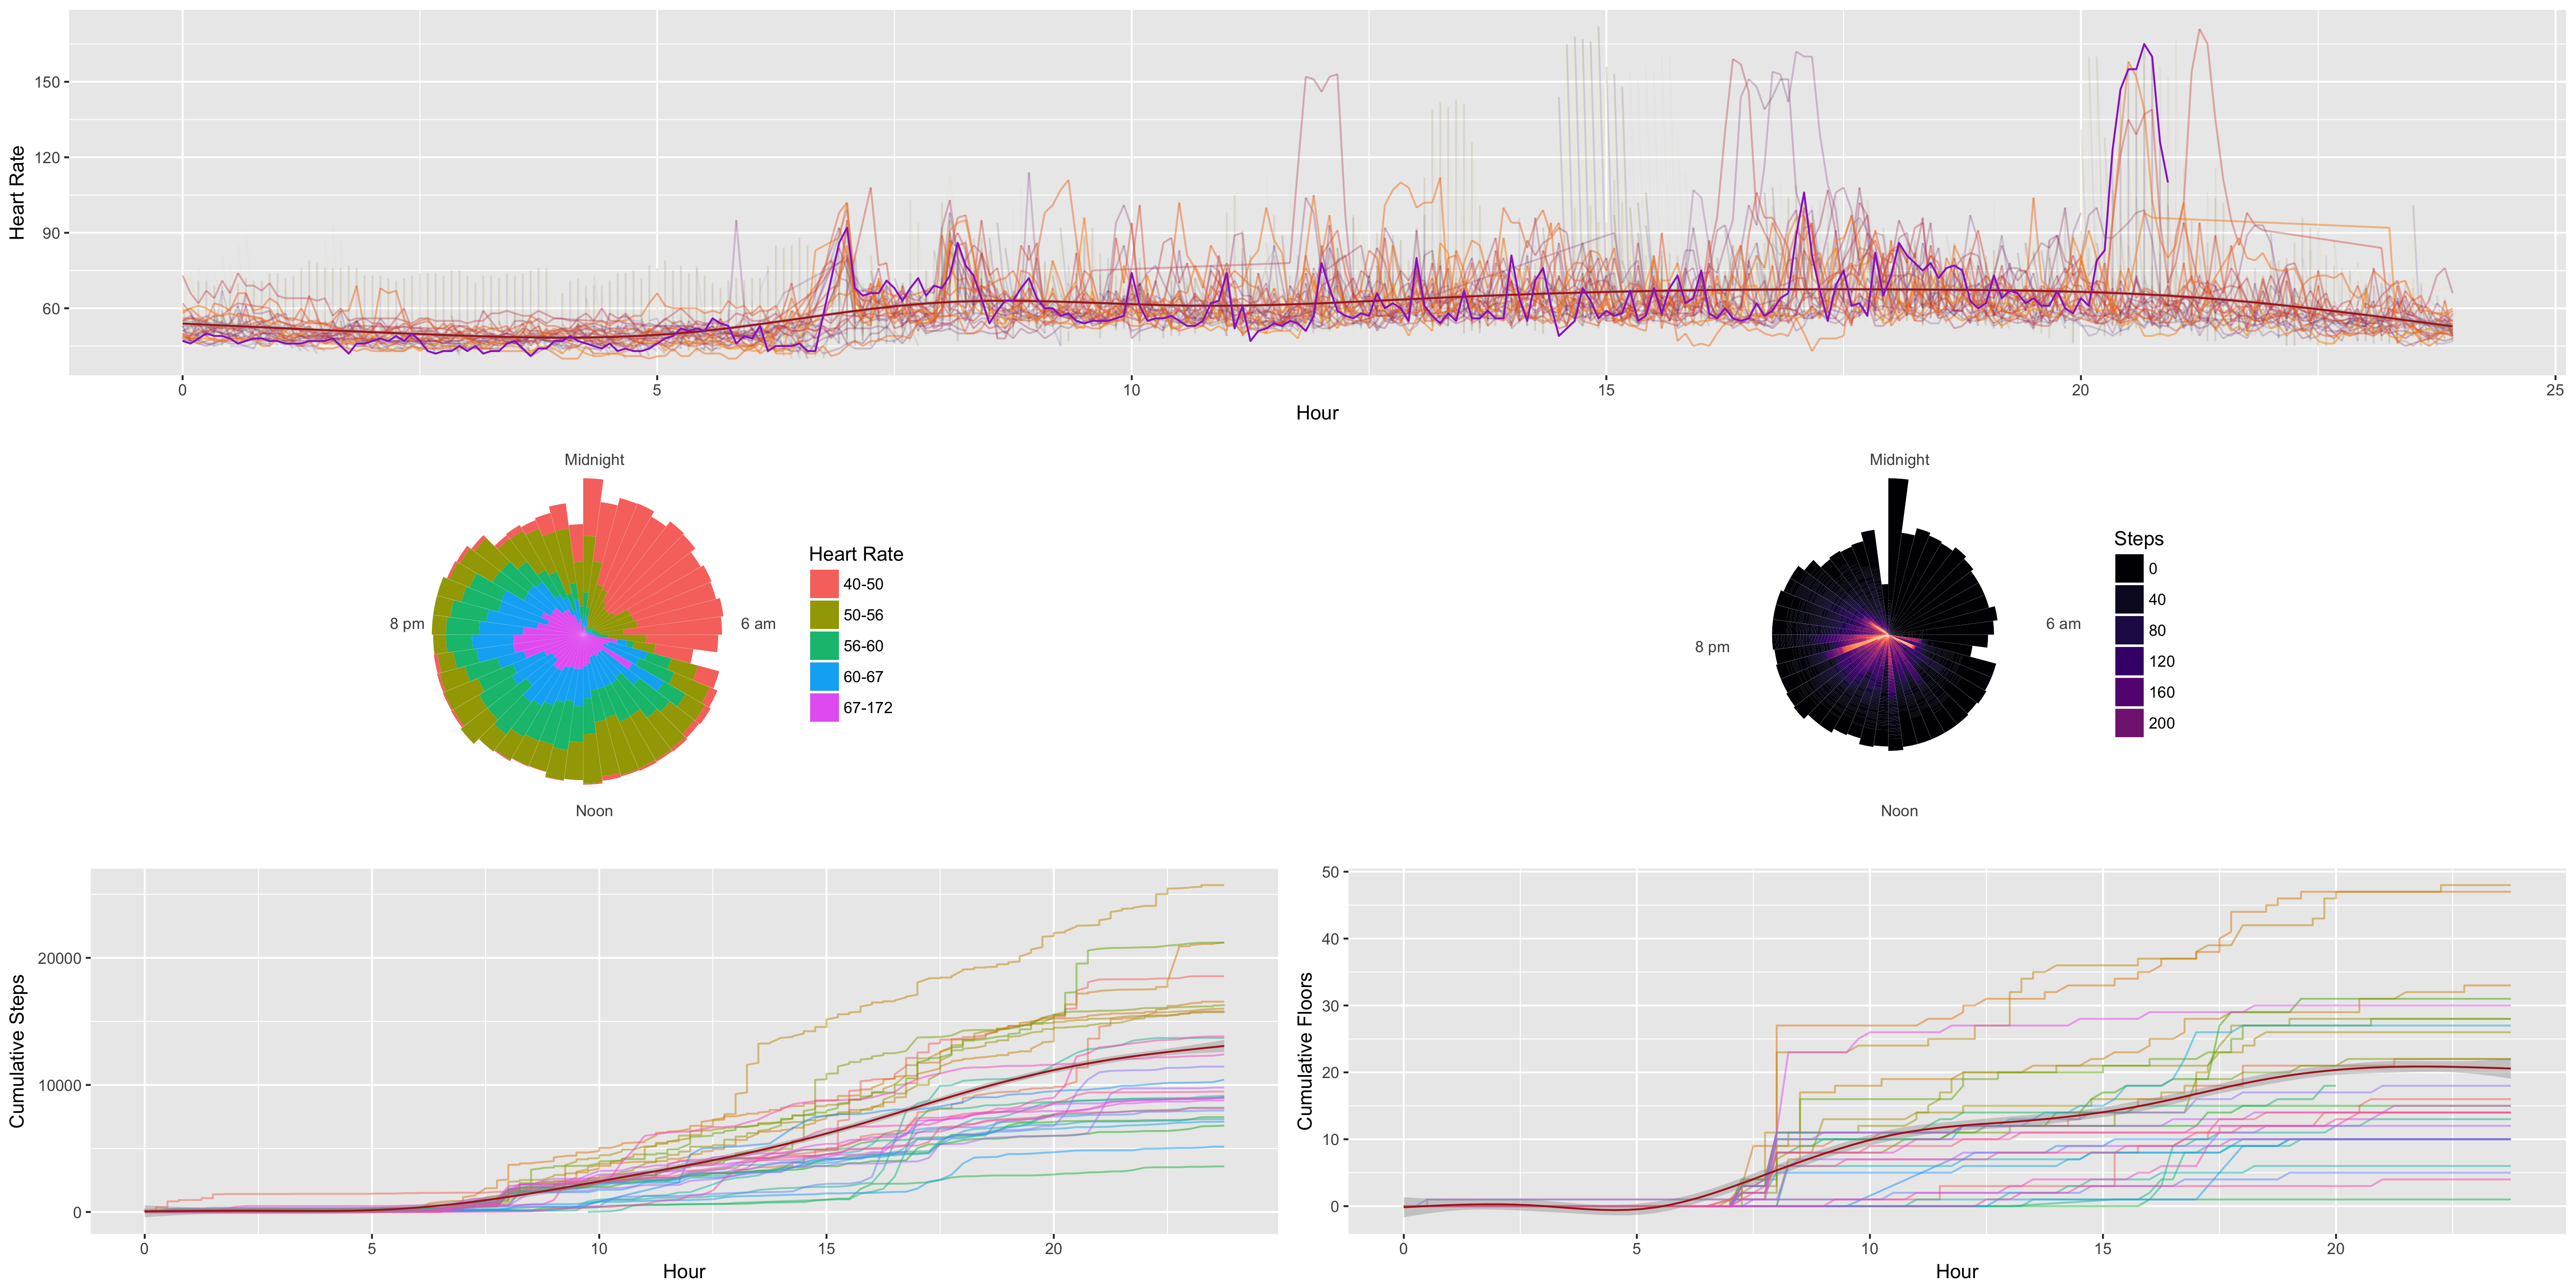 Heart Rate
150
120
90
60
0 5 10 15 20 25
Hour
Midnight
8 pm
6 am
Noon
Heart Rate
40-50
50-56
56-60
60-67
67-172
Midnight
8 pm
6 am
Noon
Steps
0
40
80
120
160
200
Cumulative Steps
20000
10000
0
0 5 10 15 20
Hour
Cumulative Floors
50
40
30
20
10
0
0 5 10 15 20
Hour